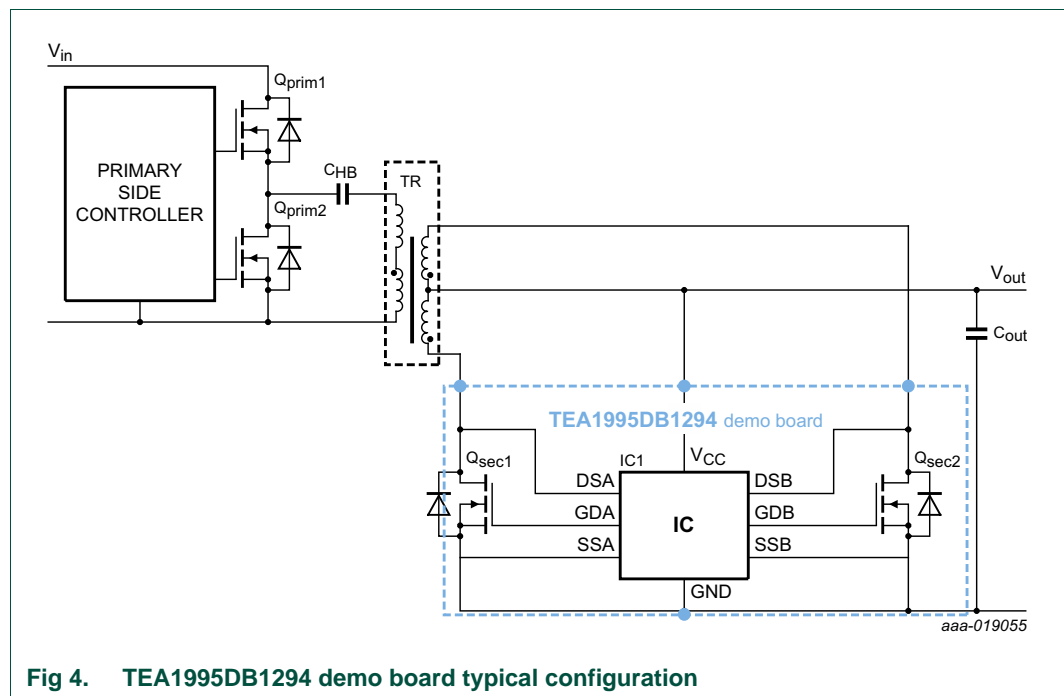 Vin
Qprim1
PRIMARY
SIDE
CONTROLLER
CHB
TR
Qprim2
Vout
Cout
TEA1995DB1294 demo board
Qsec1
IC1
VCC
Qsec2
DSA
DSB
GDA
IC
GDB
SSA
SSB
GND
aaa-019055
Fig 4. TEA1995DB1294 demo board typical configuration